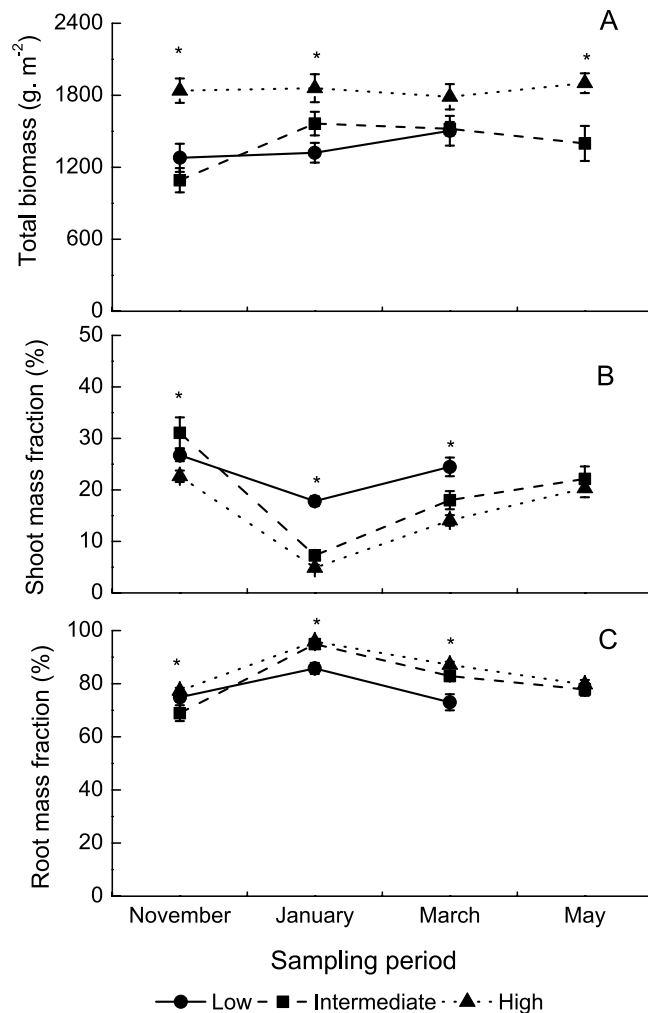 A
Total biomass (g. m⁻²)
2400
1800
1200
600
0
* * *
B
Shoot mass fraction (%)
50
40
30
20
10
0
* * *
C
Root mass fraction (%)
100
80
60
40
20
0
* * *
November January March May
Sampling period
Low Intermediate High